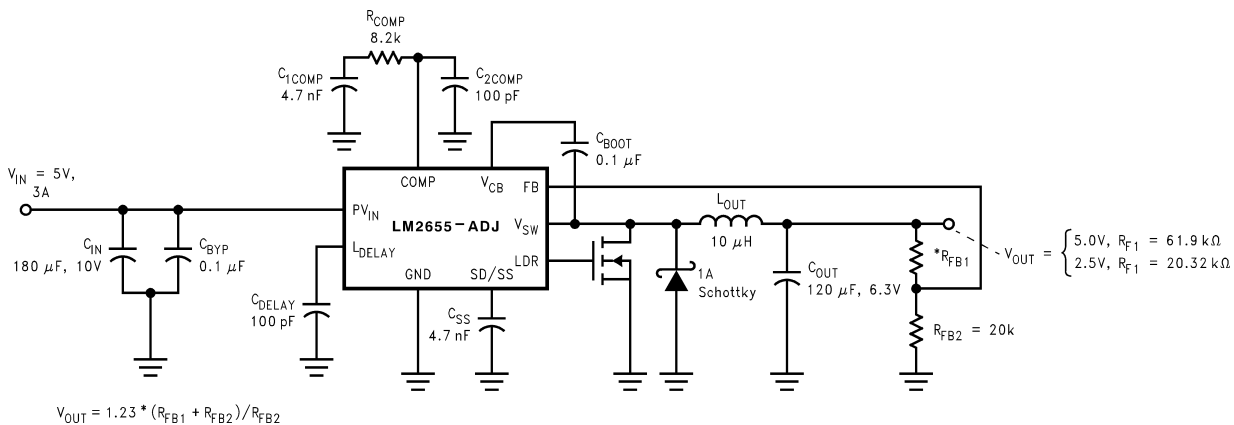 R_COMP
8.2k
C_1COMP
4.7 nF
C_2COMP
100 pF
C_BOOT
0.1 μF
V_IN = 5V,
3A
COMP
V_CB
FB
PV_IN
LM2655-ADJ
V_SW
L_DELAY
LDR
GND
SD/SS
C_IN
180 μF, 10V
C_BYP
0.1 μF
C_DELAY
100 pF
C_SS
4.7 nF
1A
Schottky
L_OUT
10 μH
C_OUT
120 μF, 6.3V
*R_FB1
R_FB2 = 20k
V_OUT = { 5.0V, R_F1 = 61.9 kΩ
2.5V, R_F1 = 20.32 kΩ
V_OUT = 1.23 * (R_FB1 + R_FB2)/R_FB2